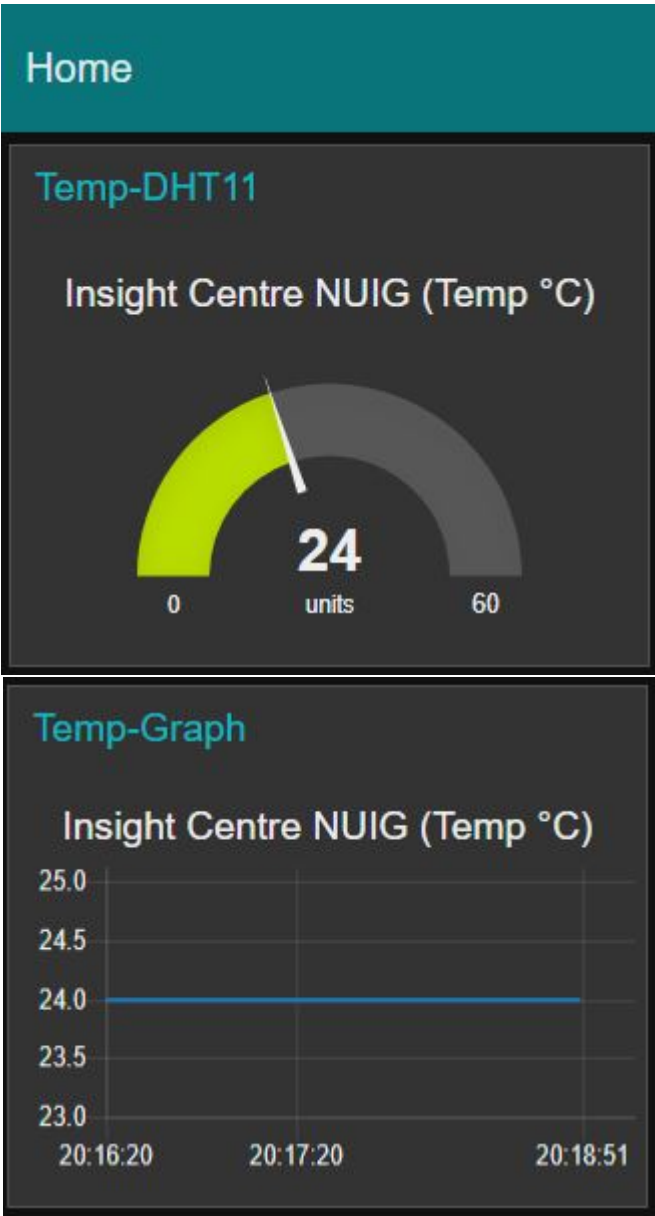 Home
Temp-DHT11
Insight Centre NUIG (Temp °C)
24
0 units 60
Temp-Graph
Insight Centre NUIG (Temp °C)
25.0
24.5
24.0
23.5
23.0
20:16:20 20:17:20 20:18:51